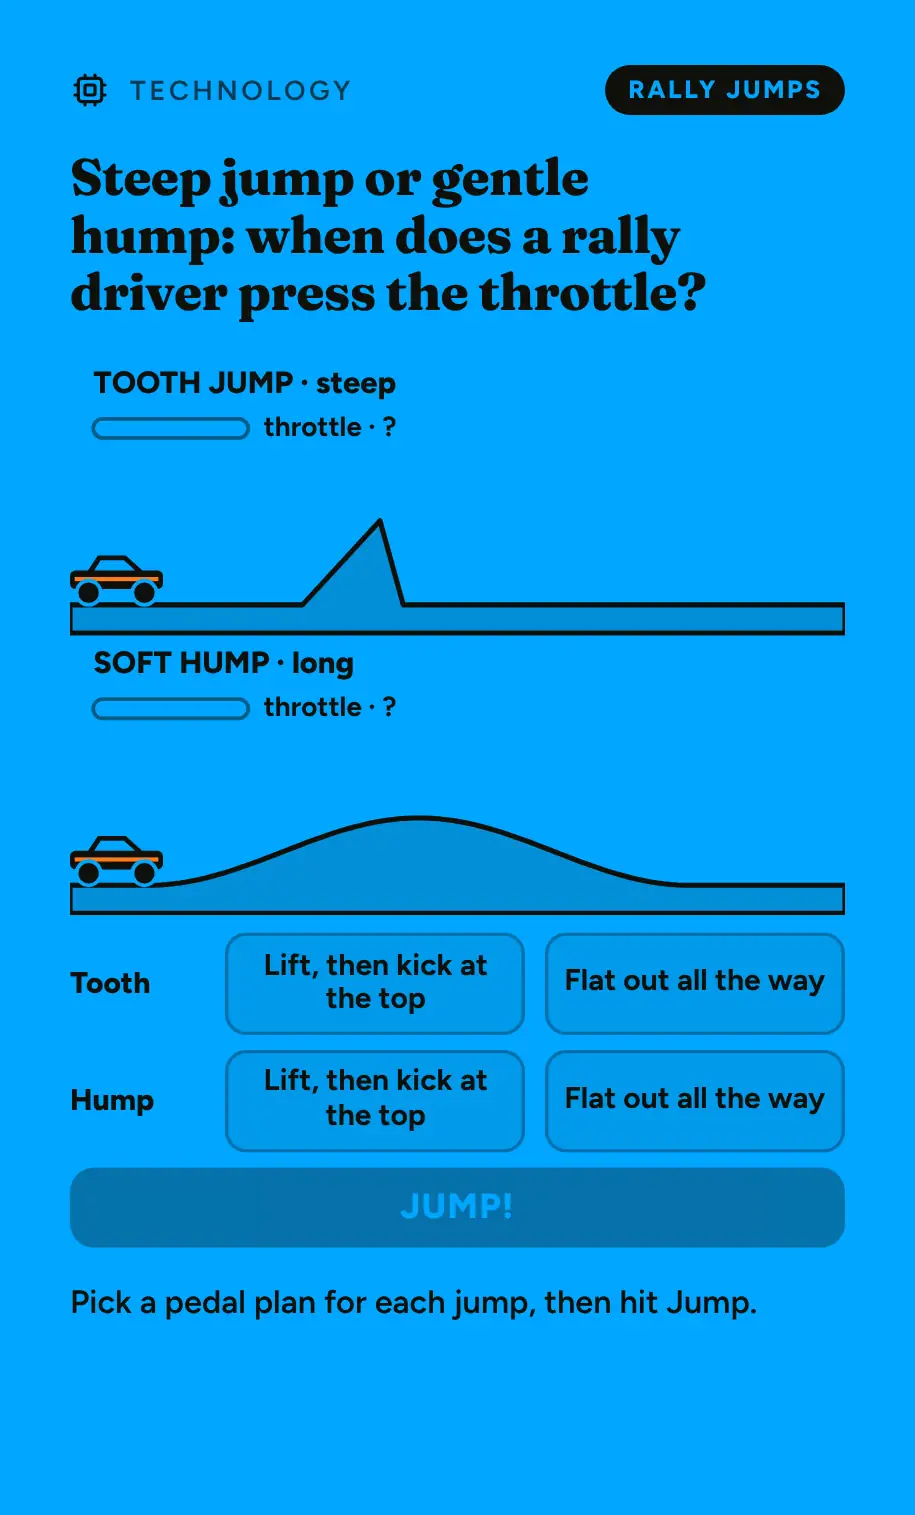 TECHNOLOGY
RALLY JUMPS
Steep jump or gentle
hump: when does a rally
driver press the throttle?
TOOTH JUMP · steep
throttle · ?
SOFT HUMP · long
throttle · ?
Tooth
Lift, then kick at
the top
Flat out all the way
Hump
Lift, then kick at
the top
Flat out all the way
JUMP!
Pick a pedal plan for each jump, then hit Jump.